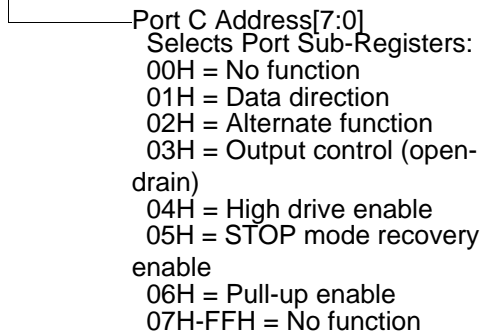 Port C Address[7:0]
Selects Port Sub-Registers:
00H = No function
01H = Data direction
02H = Alternate function
03H = Output control (open-
drain)
04H = High drive enable
05H = STOP mode recovery
enable
06H = Pull-up enable
07H-FFH = No function